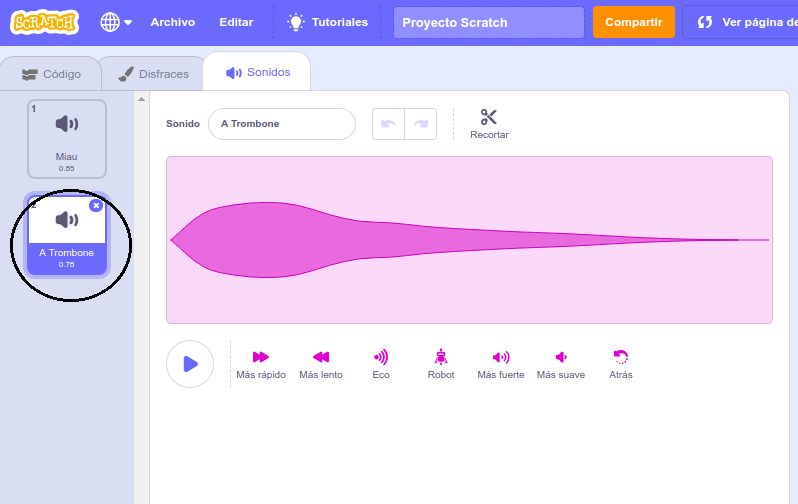 SCRATCH
Archivo
Editar
Tutoriales
Proyecto Scratch
Compartir
Ver página de
Código
Disfraces
Sonidos
1
Miau
0.85
2
A Trombone
0.78
Sonido
A Trombone
Recortar
Más rápido
Más lento
Eco
Robot
Más fuerte
Más suave
Atrás